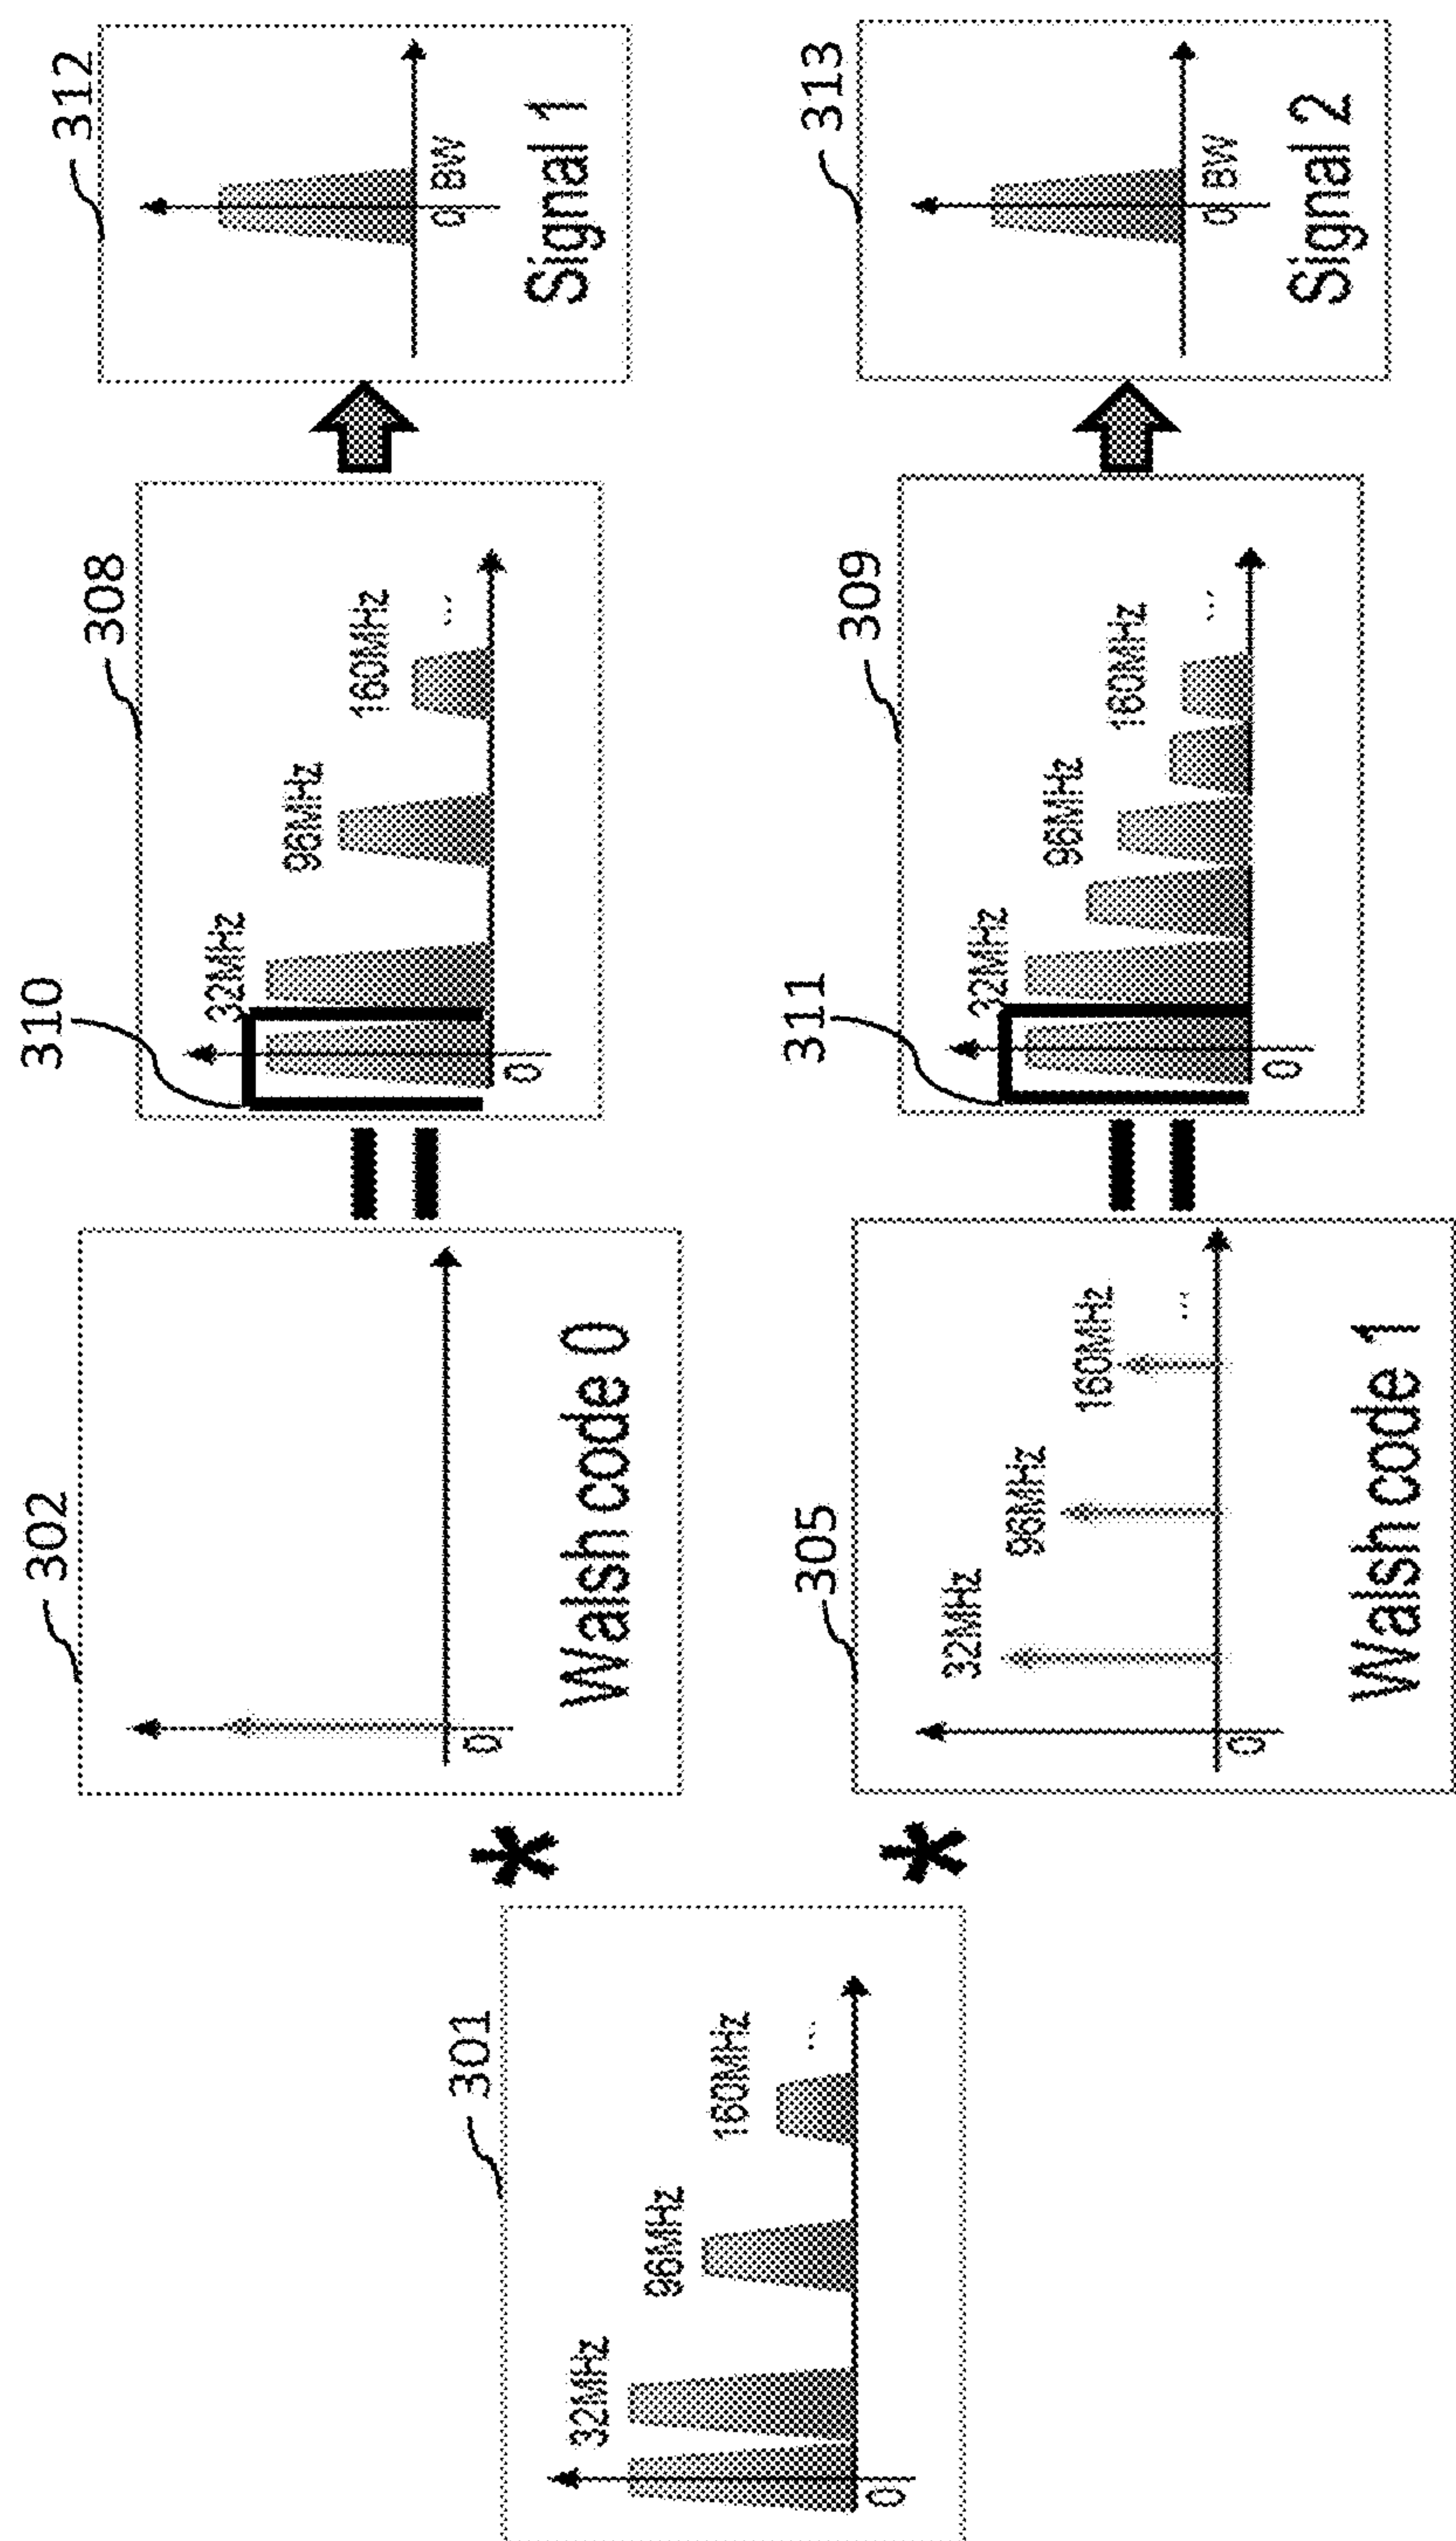 301
32MHz
96MHz
160MHz
...
0
*
*
302
0
Walsh code 0
305
32MHz
96MHz
160MHz
...
0
Walsh code 1
=
=
310
308
32MHz
96MHz
160MHz
...
0
311
309
32MHz
96MHz
160MHz
...
0
312
0 BW
Signal 1
313
0 BW
Signal 2